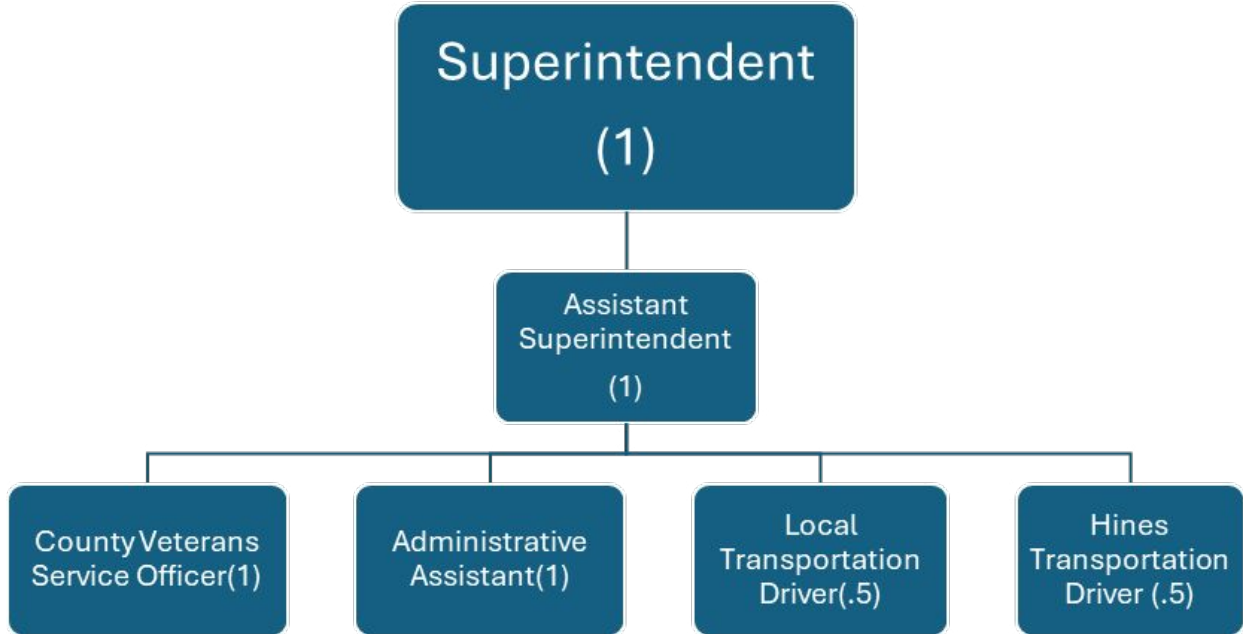 Superintendent
(1)
Assistant
Superintendent
(1)
County Veterans
Service Officer(1)
Administrative
Assistant(1)
Local
Transportation
Driver(.5)
Hines
Transportation
Driver (.5)